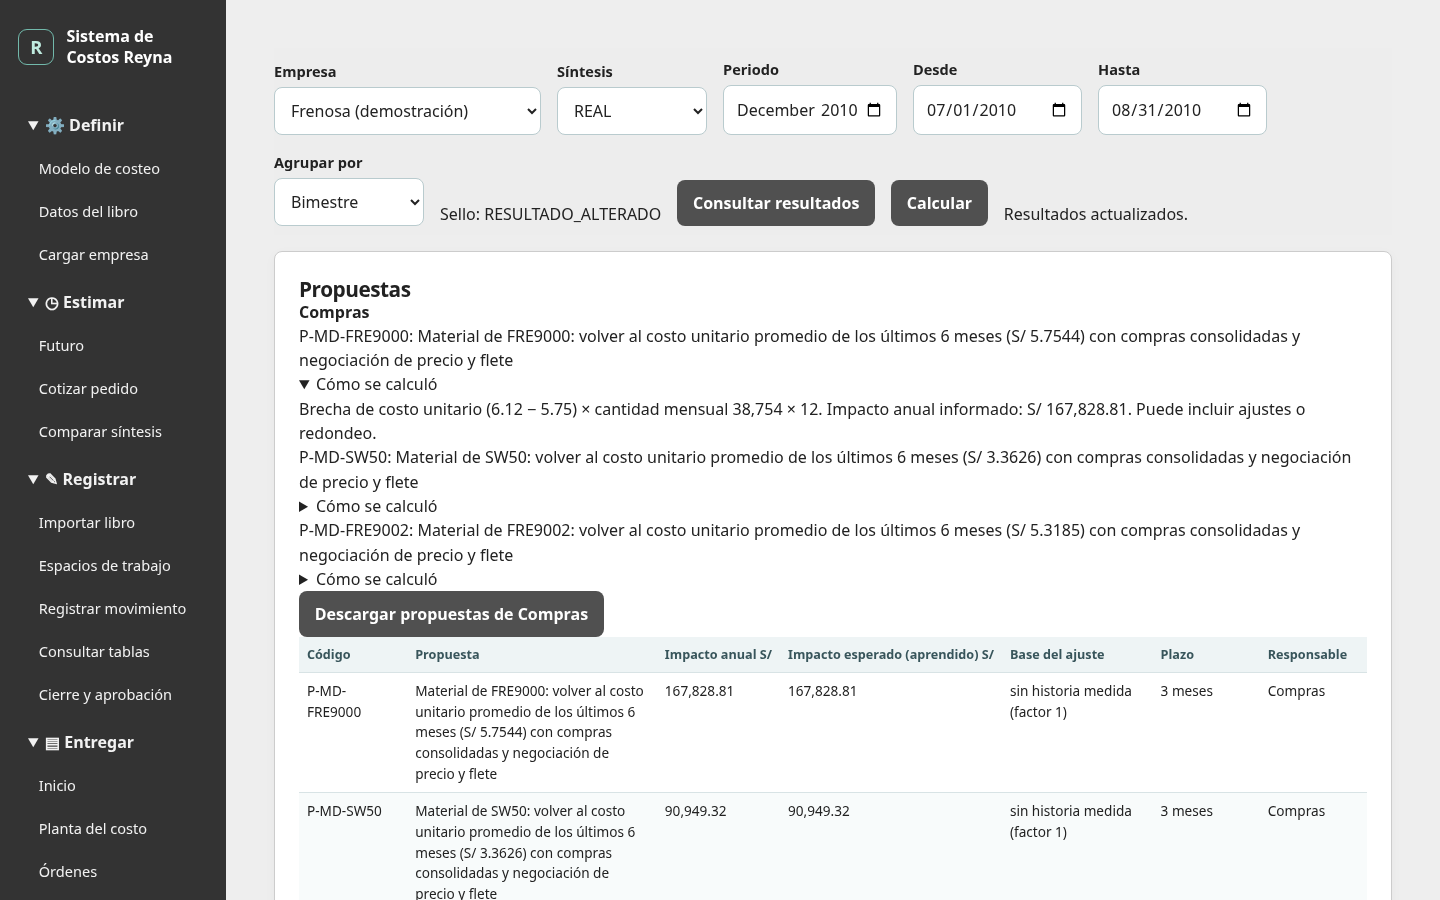 R
Sistema de
Costos Reyna
▼ ⚙️ Definir
Modelo de costeo
Datos del libro
Cargar empresa
▼ ◷ Estimar
Futuro
Cotizar pedido
Comparar síntesis
▼ ✎ Registrar
Importar libro
Espacios de trabajo
Registrar movimiento
Consultar tablas
Cierre y aprobación
▼ ▤ Entregar
Inicio
Planta del costo
Órdenes
Empresa Síntesis Periodo Desde Hasta
Frenosa (demostración) REAL December 2010 07/01/2010 08/31/2010
Agrupar por
Bimestre Sello: RESULTADO_ALTERADO Consultar resultados Calcular Resultados actualizados.
Propuestas
Compras
P-MD-FRE9000: Material de FRE9000: volver al costo unitario promedio de los últimos 6 meses (S/ 5.7544) con compras consolidadas y
negociación de precio y flete
▼ Cómo se calculó
Brecha de costo unitario (6.12 − 5.75) × cantidad mensual 38,754 × 12. Impacto anual informado: S/ 167,828.81. Puede incluir ajustes o
redondeo.
P-MD-SW50: Material de SW50: volver al costo unitario promedio de los últimos 6 meses (S/ 3.3626) con compras consolidadas y negociación
de precio y flete
▶ Cómo se calculó
P-MD-FRE9002: Material de FRE9002: volver al costo unitario promedio de los últimos 6 meses (S/ 5.3185) con compras consolidadas y
negociación de precio y flete
▶ Cómo se calculó
Descargar propuestas de Compras
Código Propuesta Impacto anual S/ Impacto esperado (aprendido) S/ Base del ajuste Plazo Responsable
P-MD- Material de FRE9000: volver al costo 167,828.81 167,828.81 sin historia medida 3 meses Compras
FRE9000 unitario promedio de los últimos 6 (factor 1)
meses (S/ 5.7544) con compras
consolidadas y negociación de
precio y flete
P-MD-SW50 Material de SW50: volver al costo 90,949.32 90,949.32 sin historia medida 3 meses Compras
unitario promedio de los últimos 6 (factor 1)
meses (S/ 3.3626) con compras
consolidadas y negociación de
precio y flete